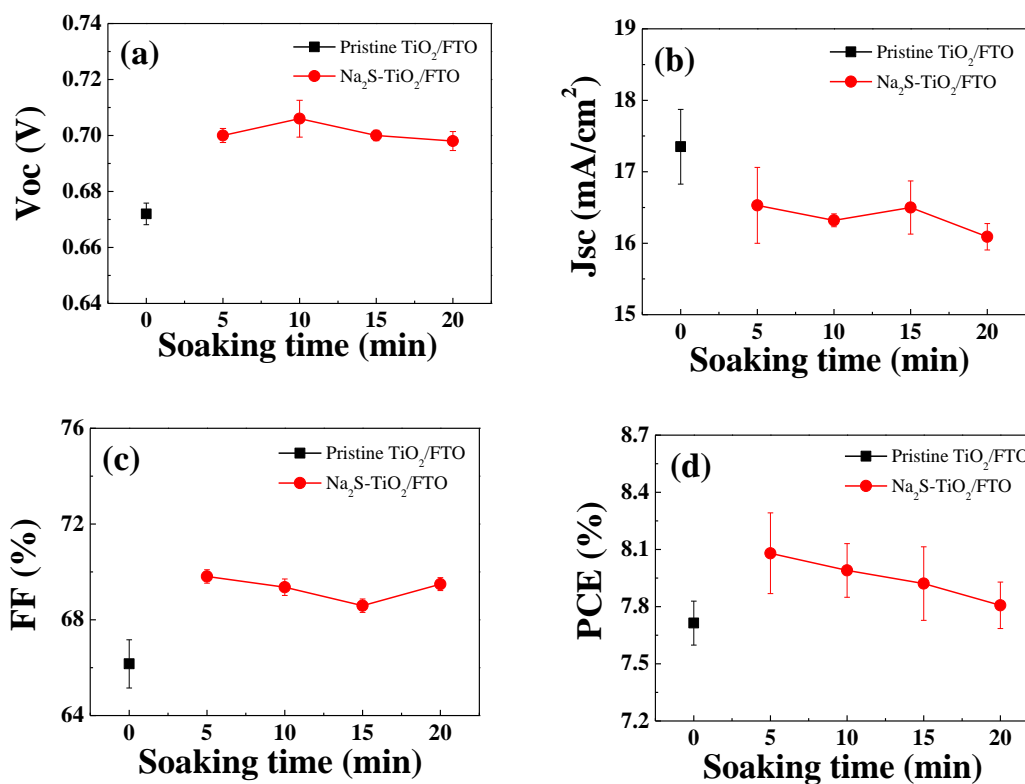 (a)
Pristine TiO₂/FTO
Na₂S-TiO₂/FTO
Voc (V)
0.74
0.72
0.70
0.68
0.66
0.64
0 5 10 15 20
Soaking time (min)
(b)
Pristine TiO₂/FTO
Na₂S-TiO₂/FTO
Jsc (mA/cm²)
18
17
16
15
0 5 10 15 20
Soaking time (min)
(c)
Pristine TiO₂/FTO
Na₂S-TiO₂/FTO
FF (%)
76
72
68
64
0 5 10 15 20
Soaking time (min)
(d)
Pristine TiO₂/FTO
Na₂S-TiO₂/FTO
PCE (%)
8.7
8.4
8.1
7.8
7.5
7.2
0 5 10 15 20
Soaking time (min)